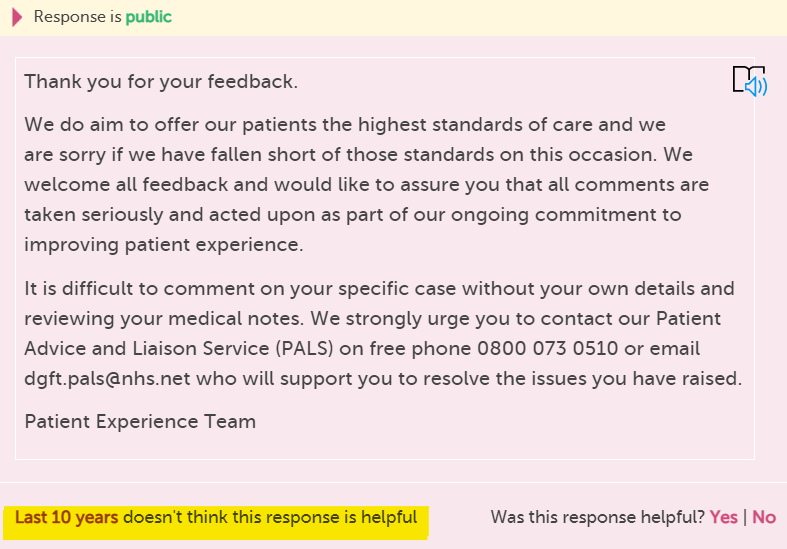 Response is public
Thank you for your feedback.
We do aim to offer our patients the highest standards of care and we
are sorry if we have fallen short of those standards on this occasion. We
welcome all feedback and would like to assure you that all comments are
taken seriously and acted upon as part of our ongoing commitment to
improving patient experience.
It is difficult to comment on your specific case without your own details and
reviewing your medical notes. We strongly urge you to contact our Patient
Advice and Liaison Service (PALS) on free phone 0800 073 0510 or email
dgft.pals@nhs.net who will support you to resolve the issues you have raised.
Patient Experience Team
Last 10 years doesn't think this response is helpful
Was this response helpful? Yes | No